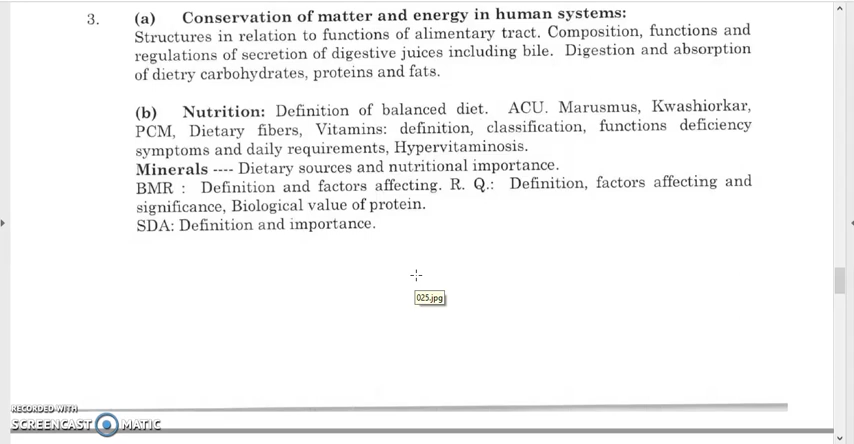 3. (a) Conservation of matter and energy in human systems:
Structures in relation to functions of alimentary tract. Composition, functions and
regulations of secretion of digestive juices including bile. Digestion and absorption
of dietry carbohydrates, proteins and fats.
(b) Nutrition: Definition of balanced diet. ACU. Marusmus, Kwashiorkar,
PCM, Dietary fibers, Vitamins: definition, classification, functions deficiency
symptoms and daily requirements, Hypervitaminosis.
Minerals ---- Dietary sources and nutritional importance.
BMR : Definition and factors affecting. R. Q.: Definition, factors affecting and
significance, Biological value of protein.
SDA: Definition and importance.
025.jpg
RECORDED WITH
SCREENCAST O MATIC